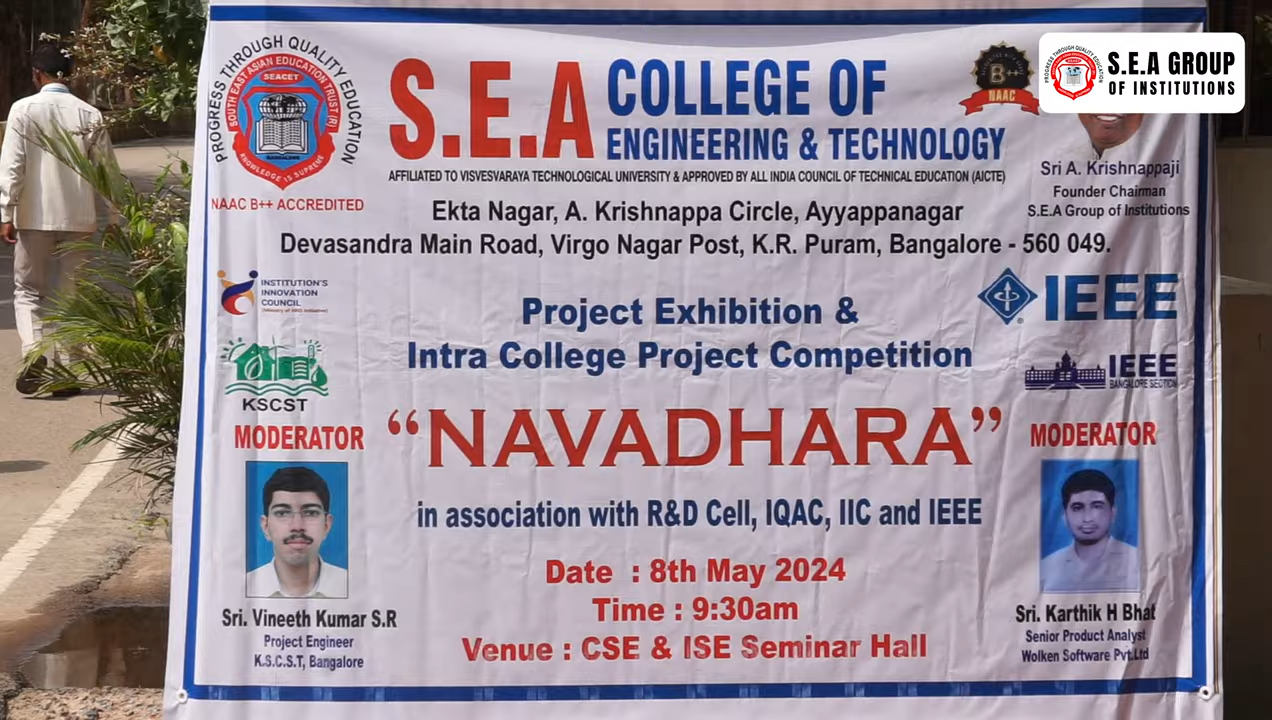 PROGRESS THROUGH QUALITY EDUCATION
SOUTH EAST ASIAN EDUCATION TRUST (R)
SEACET
BANGALORE
KNOWLEDGE IS SUPREME
NAAC B++ ACCREDITED
S.E.A COLLEGE OF
ENGINEERING & TECHNOLOGY
AFFILIATED TO VISVESVARAYA TECHNOLOGICAL UNIVERSITY & APPROVED BY ALL INDIA COUNCIL OF TECHNICAL EDUCATION (AICTE)
B++
NAAC
S.E.A GROUP
OF INSTITUTIONS
Sri A. Krishnappaji
Founder Chairman
S.E.A Group of Institutions
Ekta Nagar, A. Krishnappa Circle, Ayyappanagar
Devasandra Main Road, Virgo Nagar Post, K.R. Puram, Bangalore - 560 049.
INSTITUTION'S
INNOVATION
COUNCIL
(Ministry of HRD Initiative)
Project Exhibition &
Intra College Project Competition
IEEE
KSCST
IEEE
BANGALORE SECTION
MODERATOR
"NAVADHARA"
MODERATOR
in association with R&D Cell, IQAC, IIC and IEEE
Date : 8th May 2024
Time : 9:30am
Venue : CSE & ISE Seminar Hall
Sri. Vineeth Kumar S.R
Project Engineer
K.S.C.S.T, Bangalore
Sri. Karthik H Bhat
Senior Product Analyst
Wolken Software Pvt.Ltd